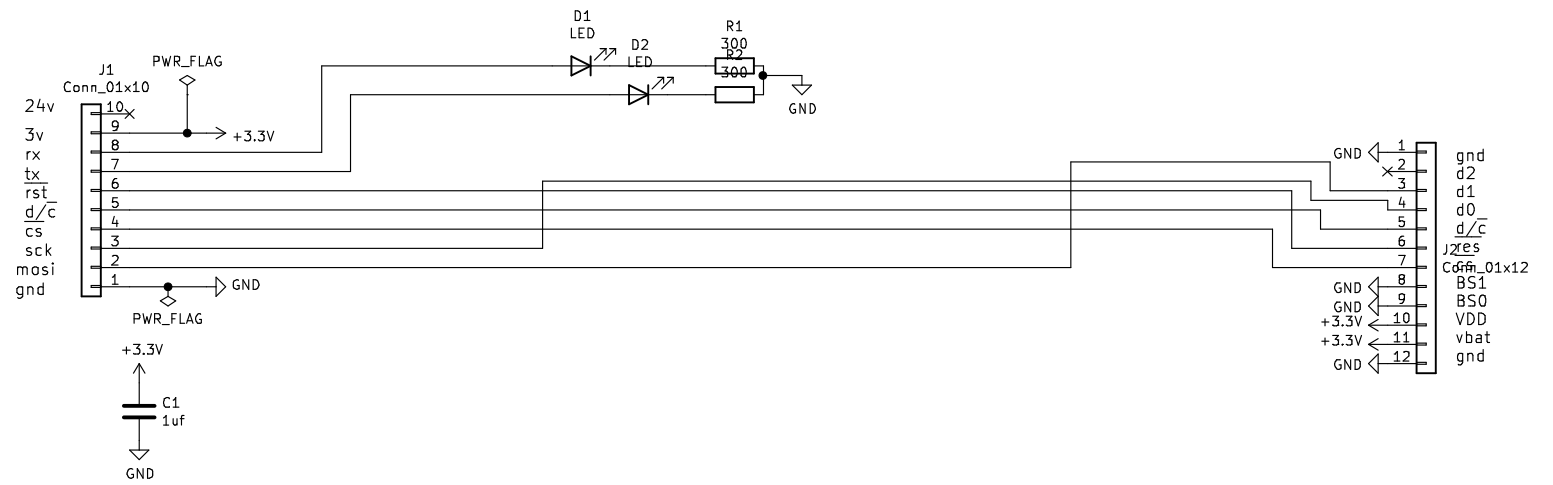 D1
LED
D2
LED
R1
300
R2
300
GND
PWR_FLAG
J1
Conn_01x10
24v
10
3v
9
+3.3V
rx
8
tx
7
rst
6
d/c
5
cs
4
sck
3
mosi
2
gnd
1
GND
PWR_FLAG
+3.3V
C1
1uf
GND
GND
1
gnd
2
d2
3
d1
4
d0
5
d/c
6
res
J2
7
cs
Conn_01x12
GND
8
BS1
GND
9
BS0
+3.3V
10
VDD
+3.3V
11
vbat
GND
12
gnd